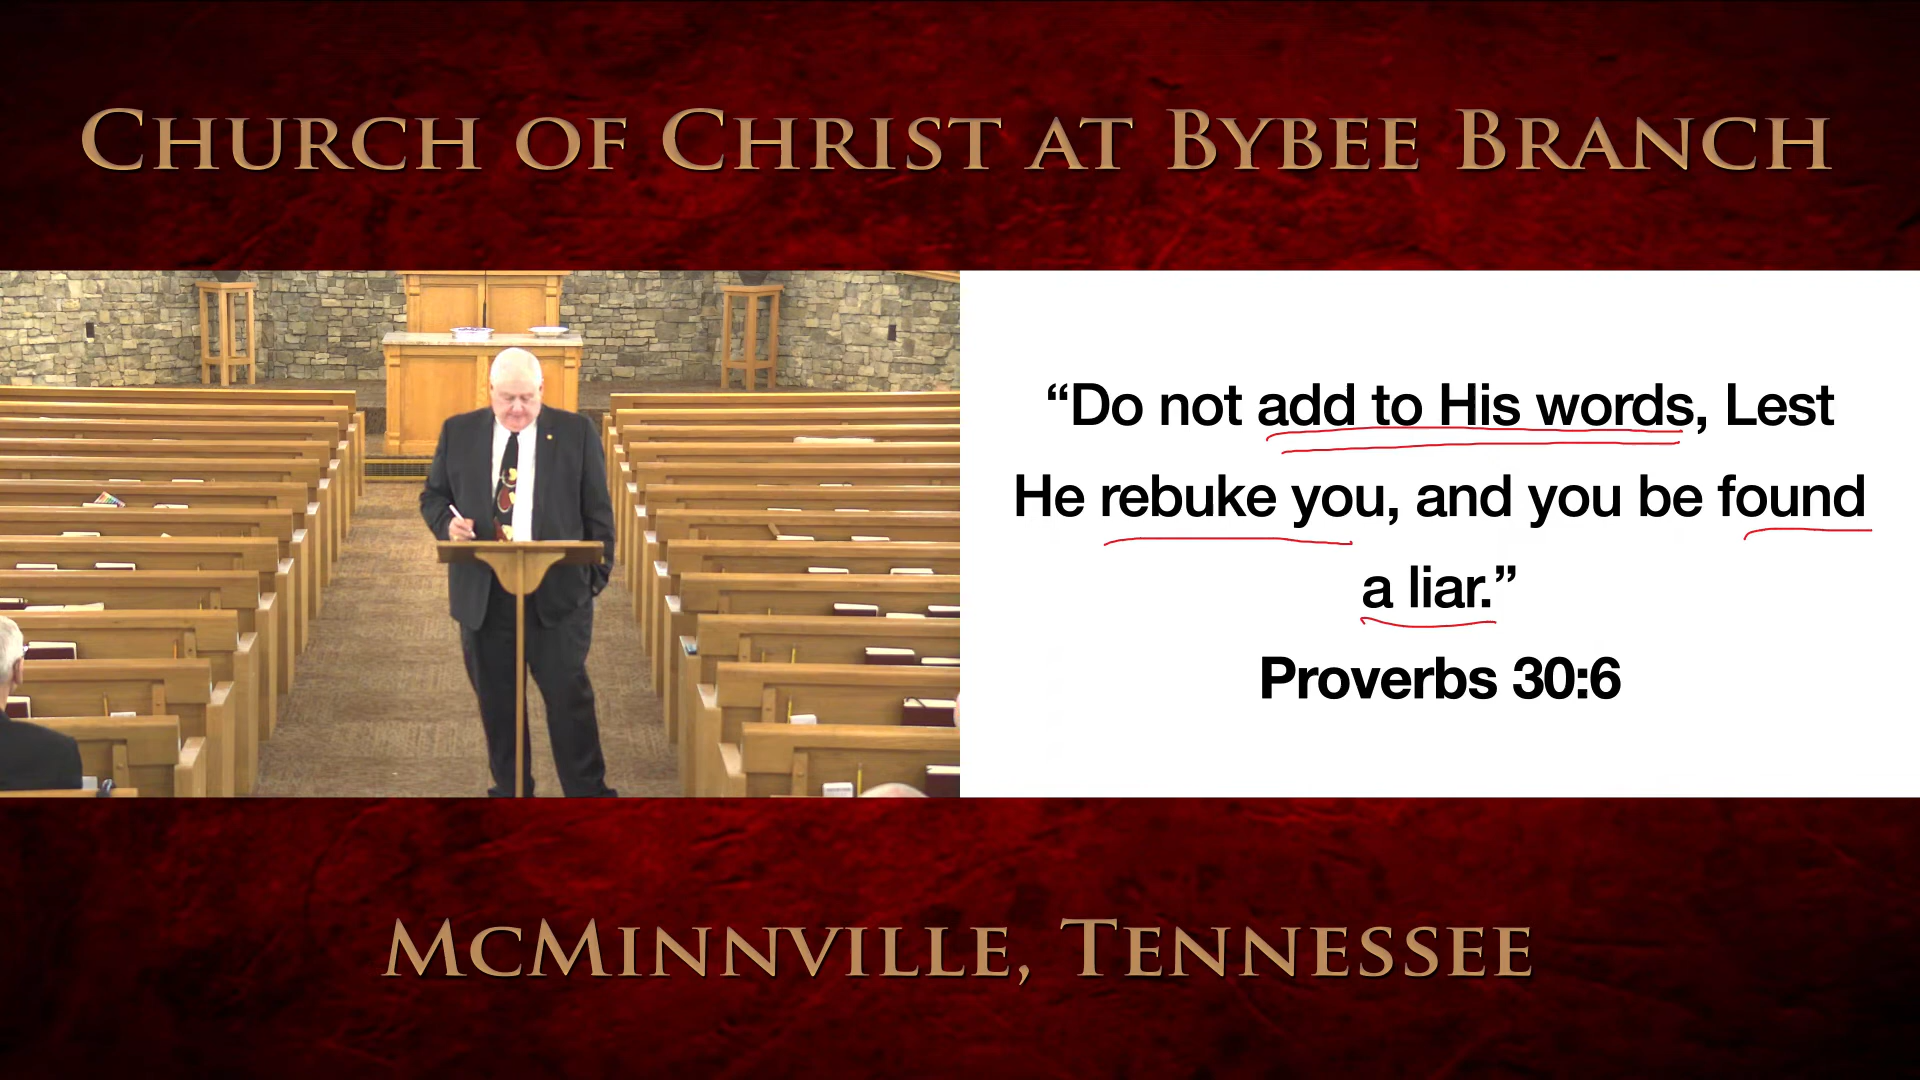 CHURCH OF CHRIST AT BYBEE BRANCH
“Do not add to His words, Lest
He rebuke you, and you be found
a liar.”
Proverbs 30:6
MCMINNVILLE, TENNESSEE